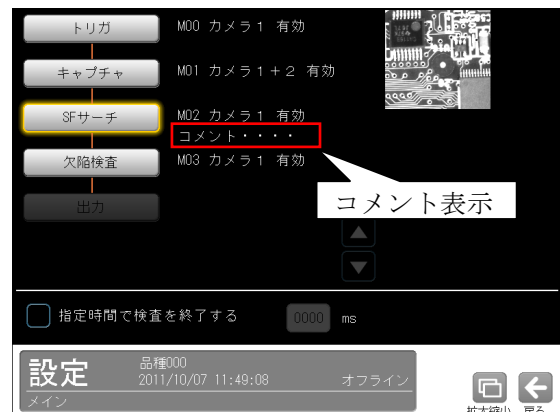 トリガ M00 カメラ1 有効
キャプチャ M01 カメラ1+2 有効
SFサーチ M02 カメラ1 有効
コメント・・・・
欠陥検査 M03 カメラ1 有効
コメント表示
出力
指定時間で検査を終了する 0000 ms
設定 品種000
2011/10/07 11:49:08 オフライン
メイン
拡大縮小 戻る